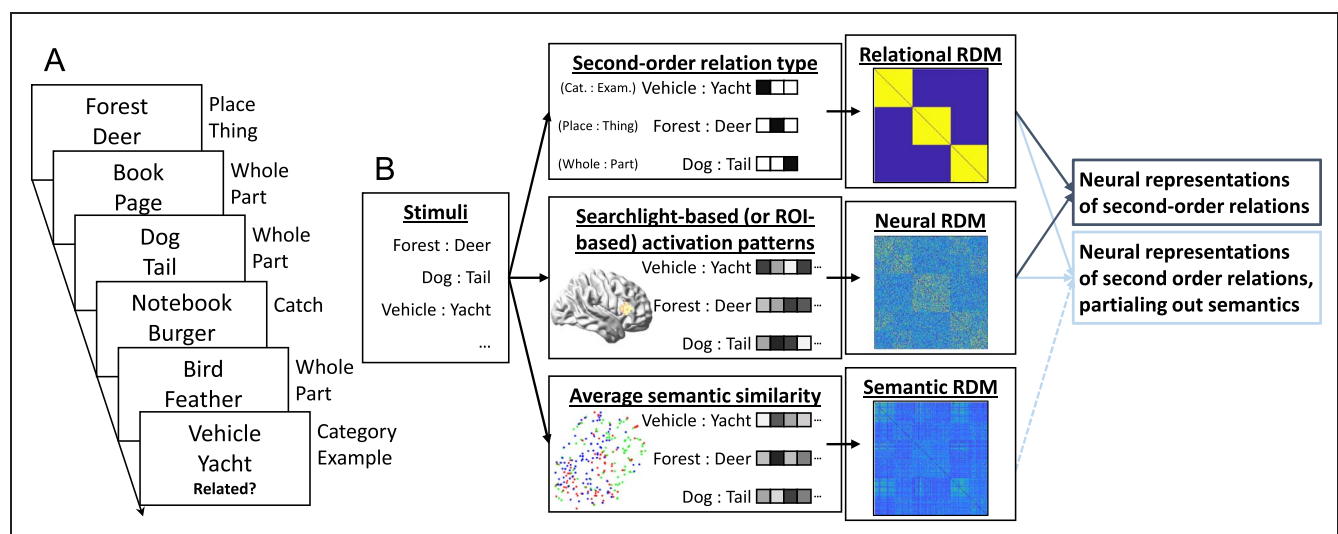 A
Forest
Deer
Place
Thing
Book
Page
Whole
Part
Dog
Tail
Whole
Part
Notebook
Burger
Catch
Bird
Feather
Whole
Part
Vehicle
Yacht
Related?
Category
Example
B
Stimuli
Forest : Deer
Dog : Tail
Vehicle : Yacht
...
Second-order relation type
(Cat. : Exam.) Vehicle : Yacht
(Place : Thing) Forest : Deer
(Whole : Part) Dog : Tail
Relational RDM
Searchlight-based (or ROI-
based) activation patterns
Vehicle : Yacht ...
Forest : Deer ...
Dog : Tail ...
Neural RDM
Average semantic similarity
Vehicle : Yacht ...
Forest : Deer ...
Dog : Tail ...
Semantic RDM
Neural representations
of second-order relations
Neural representations
of second order relations,
partialing out semantics